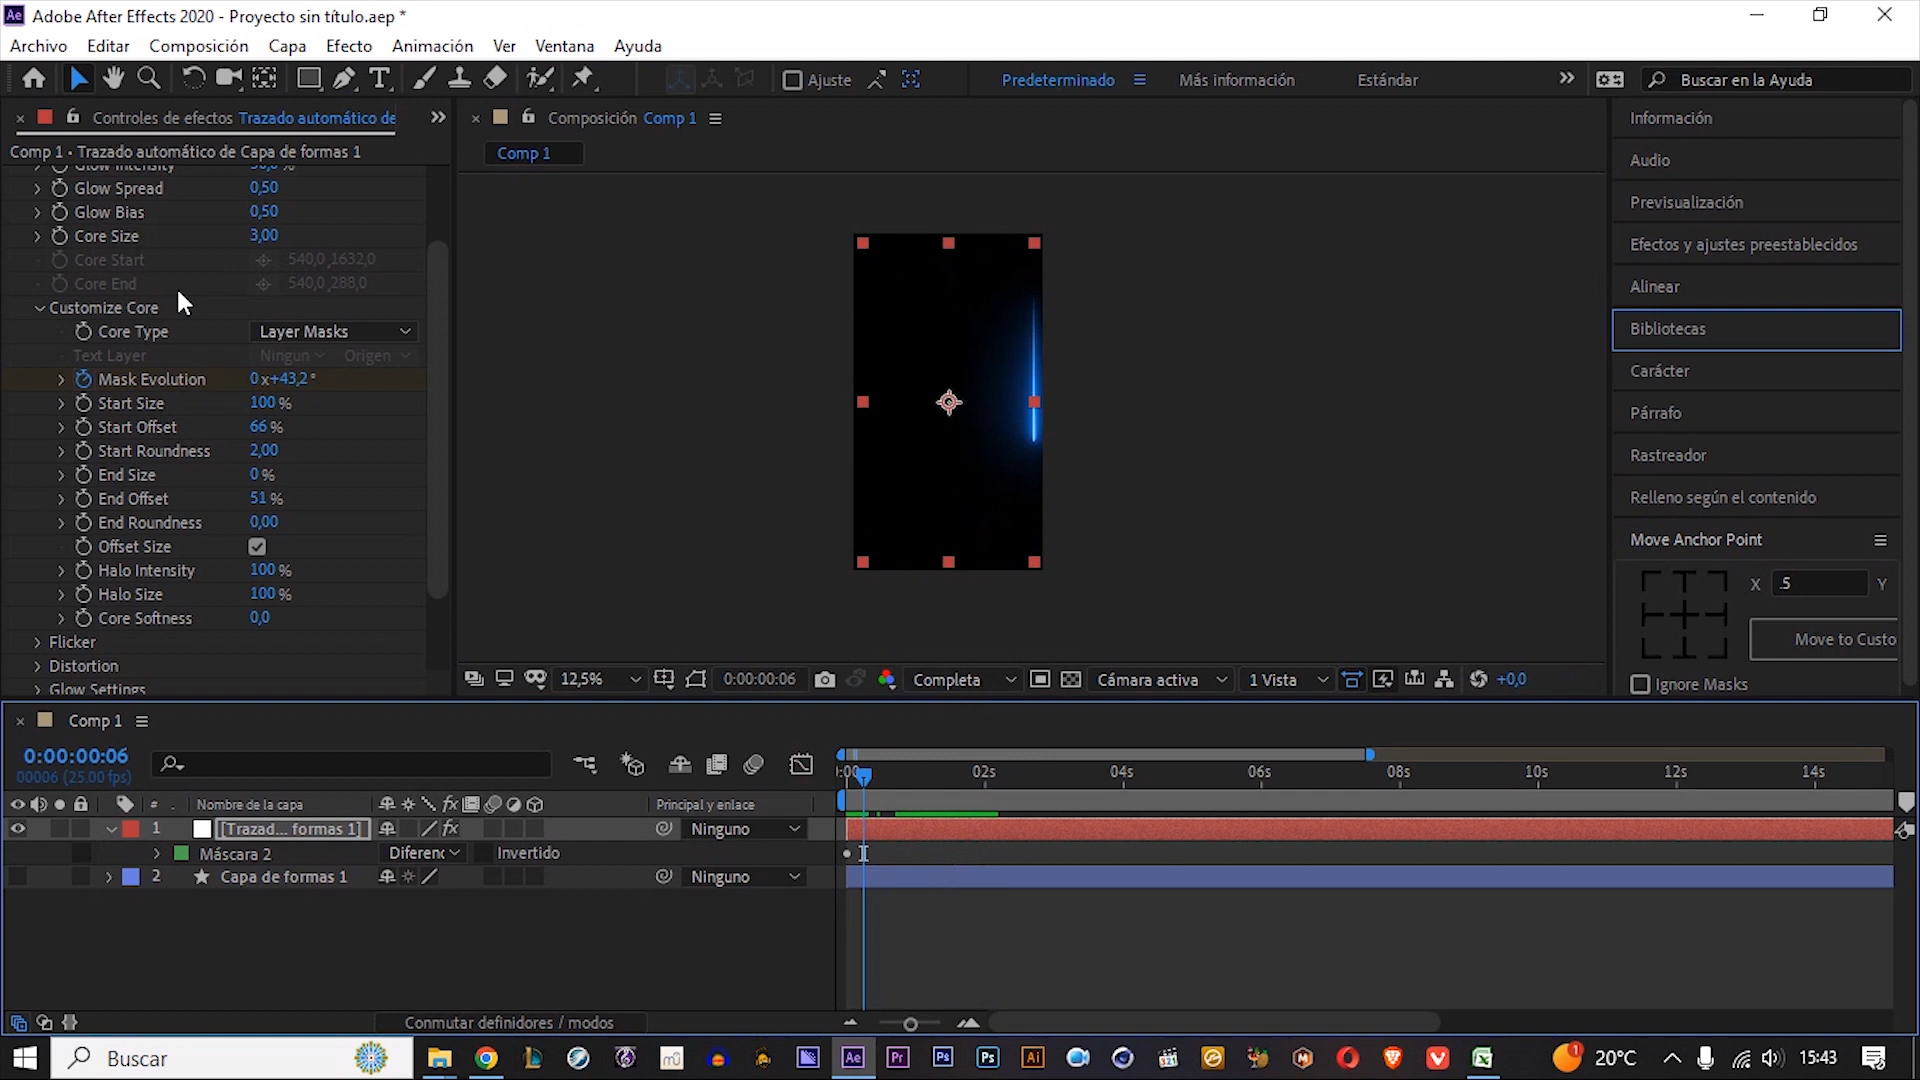 Adobe After Effects 2020 - Proyecto sin título.aep *
Archivo Editar Composición Capa Efecto Animación Ver Ventana Ayuda
Ajuste Predeterminado Más información Estándar Buscar en la Ayuda
Controles de efectos Trazado automático de
Comp 1 · Trazado automático de Capa de formas 1
Glow Intensity
Glow Spread 0,50
Glow Bias 0,50
Core Size 3,00
Core Start 540,0,1632,0
Core End 540,0,288,0
Customize Core
Core Type Layer Masks
Text Layer Ningun Origen
Mask Evolution 0x+43,2°
Start Size 100 %
Start Offset 66 %
Start Roundness 2,00
End Size 0 %
End Offset 51 %
End Roundness 0,00
Offset Size
Halo Intensity 100 %
Halo Size 100 %
Core Softness 0,0
Flicker
Distortion
Glow Settings
Composición Comp 1
Comp 1
12,5% 0:00:00:06 Completa Cámara activa 1 Vista +0,0
Información
Audio
Previsualización
Efectos y ajustes preestablecidos
Alinear
Bibliotecas
Carácter
Párrafo
Rastreador
Relleno según el contenido
Move Anchor Point
X .5 Y
Move to Custo
Ignore Masks
Comp 1
0:00:00:06
00006 (25.00 fps)
:00 02s 04s 06s 08s 10s 12s 14s
# Nombre de la capa fx Principal y enlace
1 [Trazad... formas 1] fx Ninguno
Máscara 2 Diferenc Invertido
2 Capa de formas 1 Ninguno
Conmutar definidores / modos
Buscar 20°C 15:43